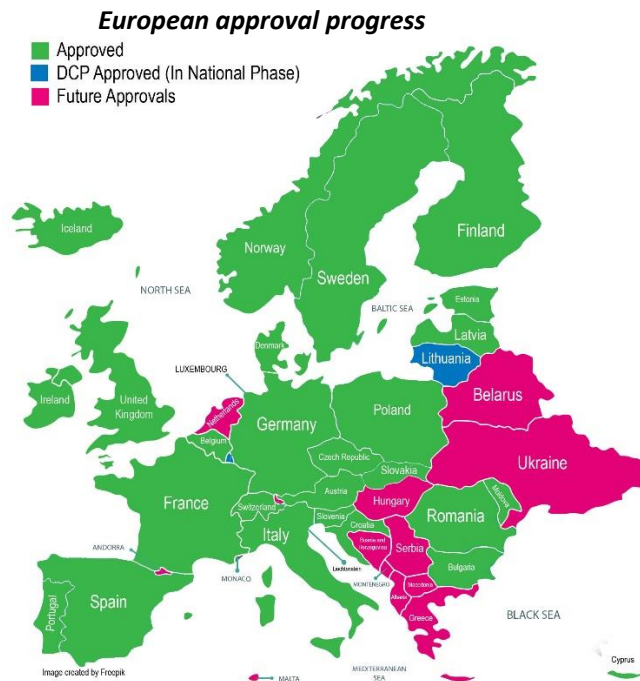 European approval progress
Approved
DCP Approved (In National Phase)
Future Approvals
Iceland
Norway
Sweden
Finland
NORTH SEA
BALTIC SEA
Estonia
Latvia
Lithuania
Denmark
LUXEMBOURG
Ireland
United
Kingdom
Netherlands
Belgium
Germany
Poland
Belarus
Ukraine
Czech Republic
Slovakia
Austria
Hungary
Moldova
France
Switzerland
Slovenia
Croatia
Romania
Italy
Bosnia and
Herzegovina
Serbia
Bulgaria
ANDORRA
MONACO
Liechtenstein
MONTENEGRO
Macedonia
Albania
Greece
Portugal
Spain
BLACK SEA
Image created by Freepik
MALTA
MEDITERRANEAN
SEA
Cyprus